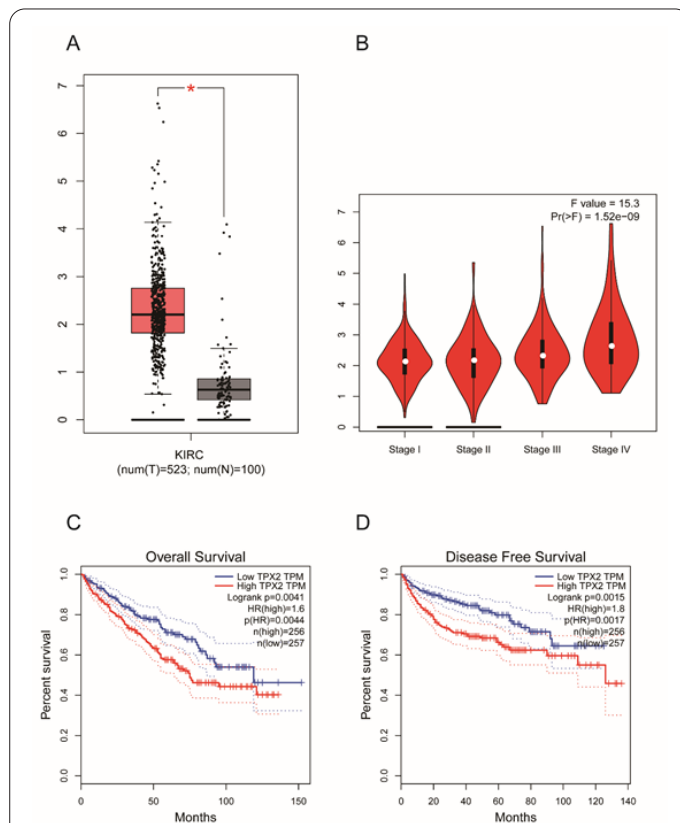 A
7
6
5
4
3
2
1
0
*
KIRC
(num(T)=523; num(N)=100)
B
F value = 15.3
Pr(>F) = 1.52e−09
7
6
5
4
3
2
1
0
Stage I
Stage II
Stage III
Stage IV
C
Overall Survival
Low TPX2 TPM
High TPX2 TPM
Logrank p=0.0041
HR(high)=1.6
p(HR)=0.0044
n(high)=256
n(low)=257
Percent survival
1.0
0.8
0.6
0.4
0.2
0.0
0
50
100
150
Months
D
Disease Free Survival
Low TPX2 TPM
High TPX2 TPM
Logrank p=0.0015
HR(high)=1.8
p(HR)=0.0017
n(high)=256
n(low)=257
Percent survival
1.0
0.8
0.6
0.4
0.2
0.0
0
20
40
60
80
100
120
140
Months